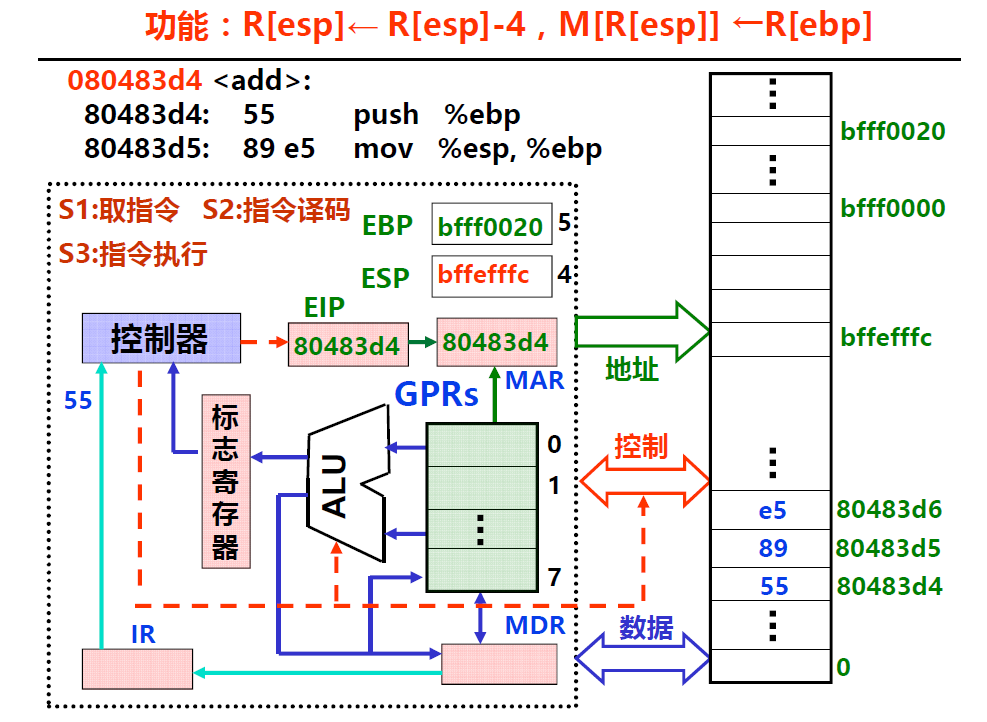 功能：R[esp]← R[esp]-4，M[R[esp]] ←R[ebp]
080483d4 <add>:
80483d4: 55 push %ebp
80483d5: 89 e5 mov %esp, %ebp
S1:取指令 S2:指令译码
S3:指令执行
EBP bfff0020 5
ESP bffefffc 4
EIP
控制器
80483d4
80483d4
MAR
GPRs
55
标志寄存器
ALU
0
1
⋮
7
IR
MDR
地址
控制
数据
⋮
bfff0020
⋮
bfff0000
bffefffc
⋮
e5 80483d6
89 80483d5
55 80483d4
⋮
0